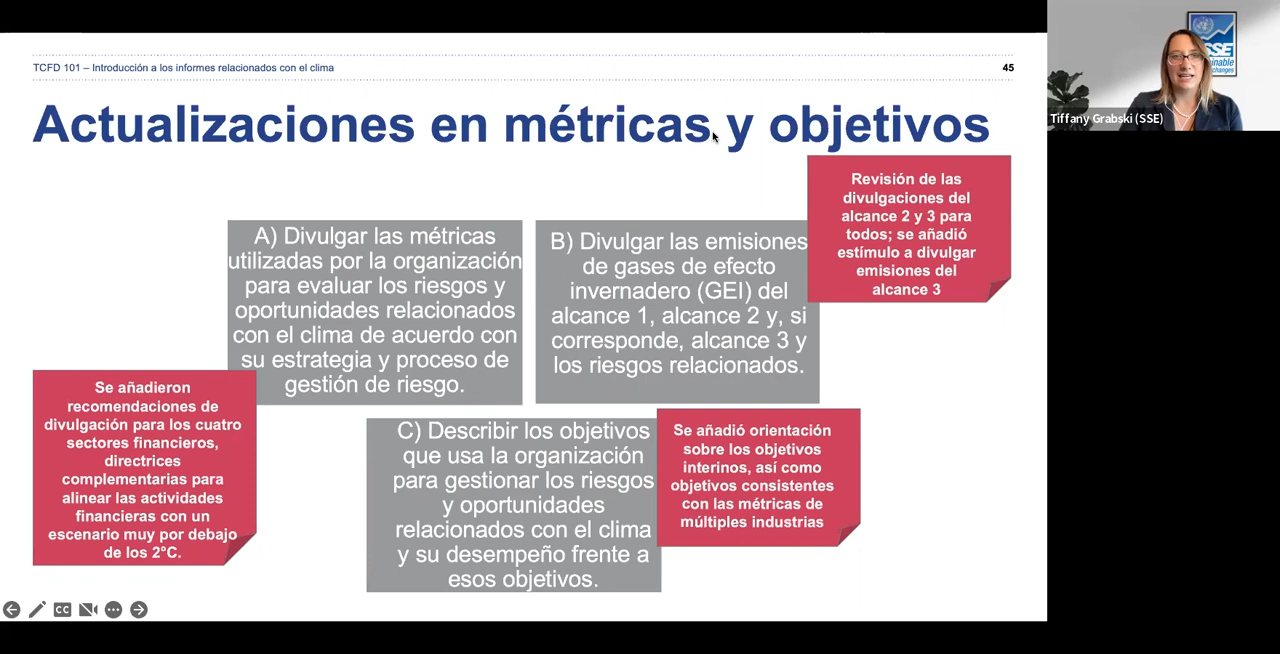 TCFD 101 – Introducción a los informes relacionados con el clima
45
Actualizaciones en métricas y objetivos
A) Divulgar las métricas
utilizadas por la organización
para evaluar los riesgos y
oportunidades relacionados
con el clima de acuerdo con
su estrategia y proceso de
gestión de riesgo.
B) Divulgar las emisiones
de gases de efecto
invernadero (GEI) del
alcance 1, alcance 2 y, si
corresponde, alcance 3 y
los riesgos relacionados.
Revisión de las
divulgaciones del
alcance 2 y 3 para
todos; se añadió
estímulo a divulgar
emisiones del
alcance 3
Se añadieron
recomendaciones de
divulgación para los cuatro
sectores financieros,
directrices
complementarias para
alinear las actividades
financieras con un
escenario muy por debajo
de los 2°C.
C) Describir los objetivos
que usa la organización
para gestionar los riesgos
y oportunidades
relacionados con el clima
y su desempeño frente a
esos objetivos.
Se añadió orientación
sobre los objetivos
interinos, así como
objetivos consistentes
con las métricas de
múltiples industrias
CC
SSE
Tiffany Grabski (SSE)